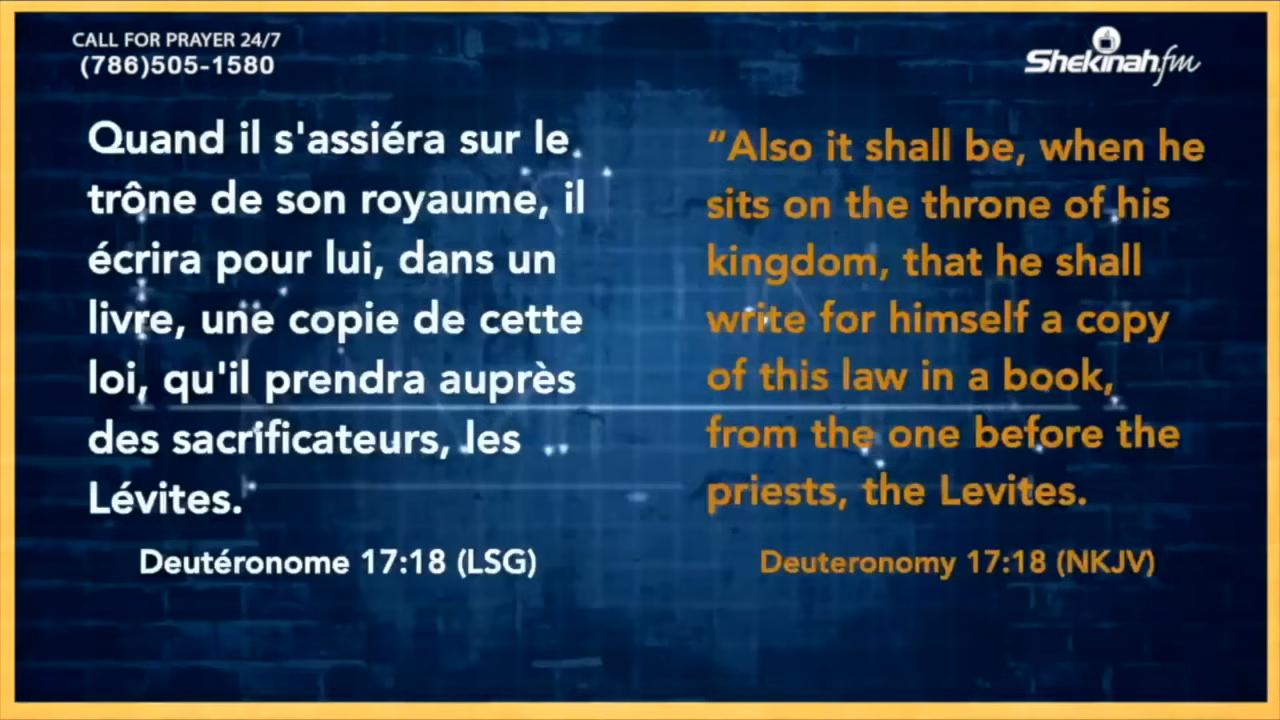 CALL FOR PRAYER 24/7
(786)505-1580
Shekinah.fm
Quand il s'assiéra sur le
trône de son royaume, il
écrira pour lui, dans un
livre, une copie de cette
loi, qu'il prendra auprès
des sacrificateurs, les
Lévites.
Deutéronome 17:18 (LSG)
“Also it shall be, when he
sits on the throne of his
kingdom, that he shall
write for himself a copy
of this law in a book,
from the one before the
priests, the Levites.
Deuteronomy 17:18 (NKJV)